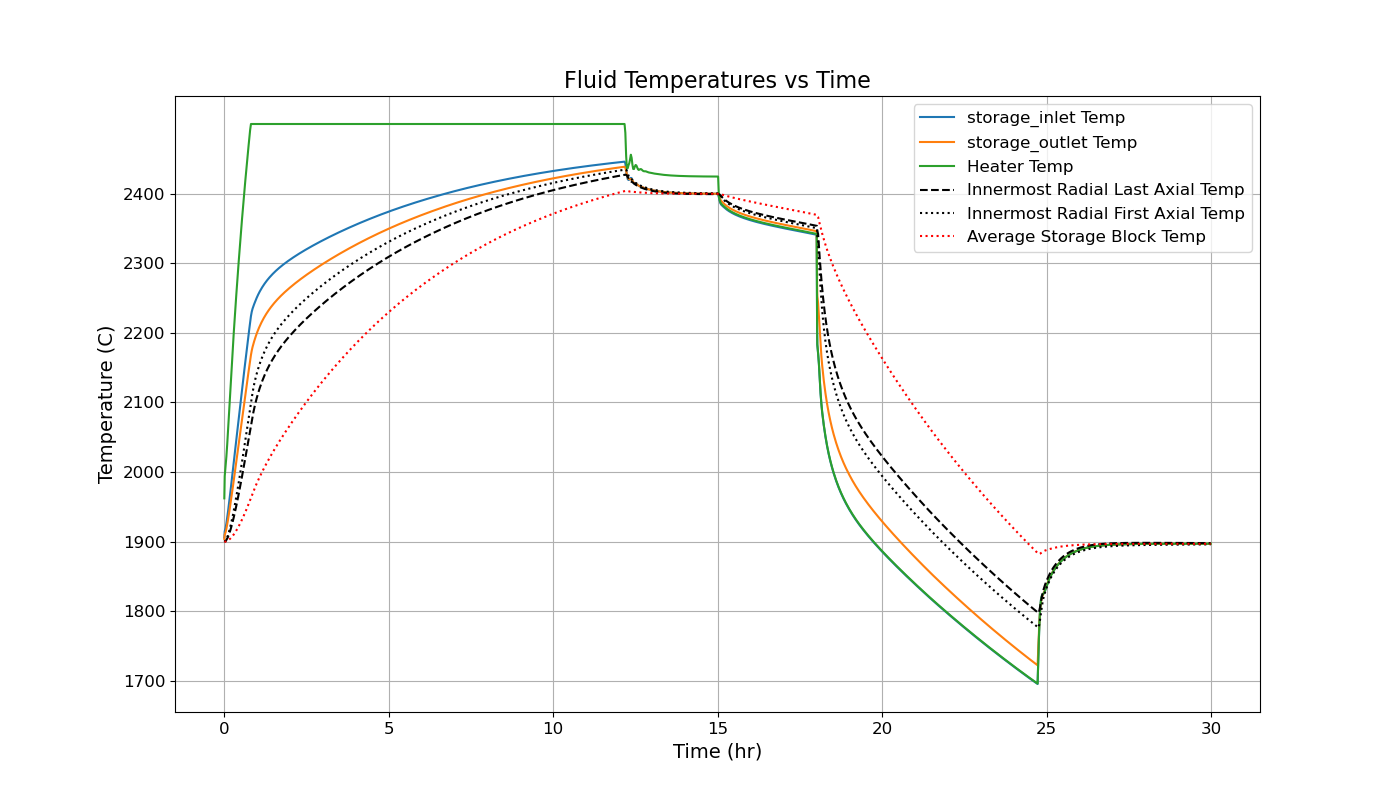 Fluid Temperatures vs Time
storage_inlet Temp
storage_outlet Temp
Heater Temp
Innermost Radial Last Axial Temp
Innermost Radial First Axial Temp
Average Storage Block Temp
Temperature (C)
2400
2300
2200
2100
2000
1900
1800
1700
0 5 10 15 20 25 30
Time (hr)